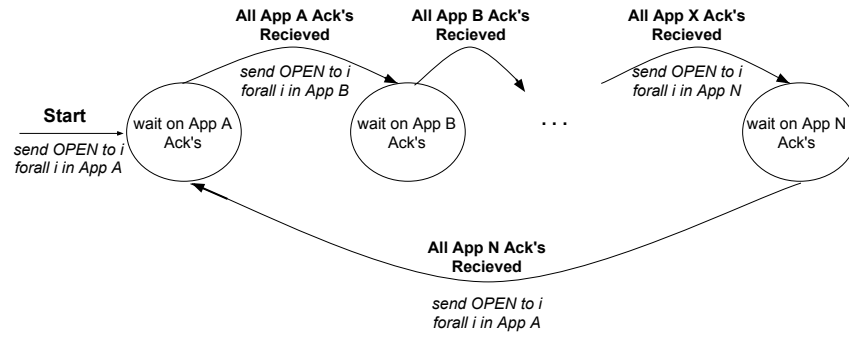 All App A Ack's
Recieved
All App B Ack's
Recieved
All App X Ack's
Recieved
send OPEN to i
forall i in App B
send OPEN to i
forall i in App N
Start
send OPEN to i
forall i in App A
wait on App A
Ack's
wait on App B
Ack's
. . .
wait on App N
Ack's
All App N Ack's
Recieved
send OPEN to i
forall i in App A